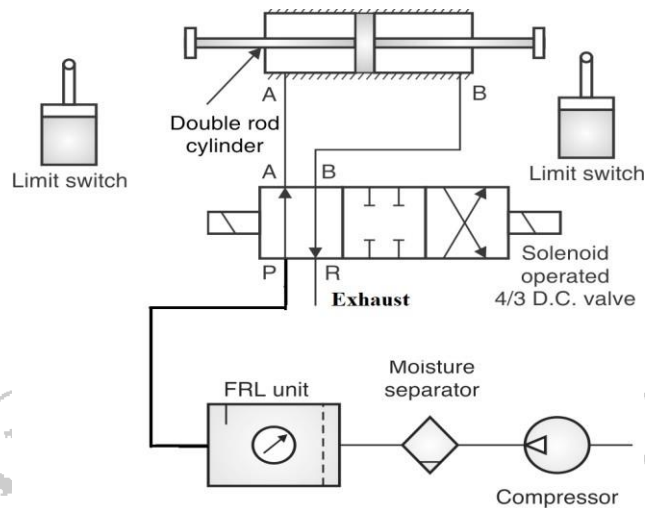 A
B
Double rod
cylinder
Limit switch
Limit switch
A
B
P
R
Exhaust
Solenoid
operated
4/3 D.C. valve
FRL unit
Moisture
separator
Compressor